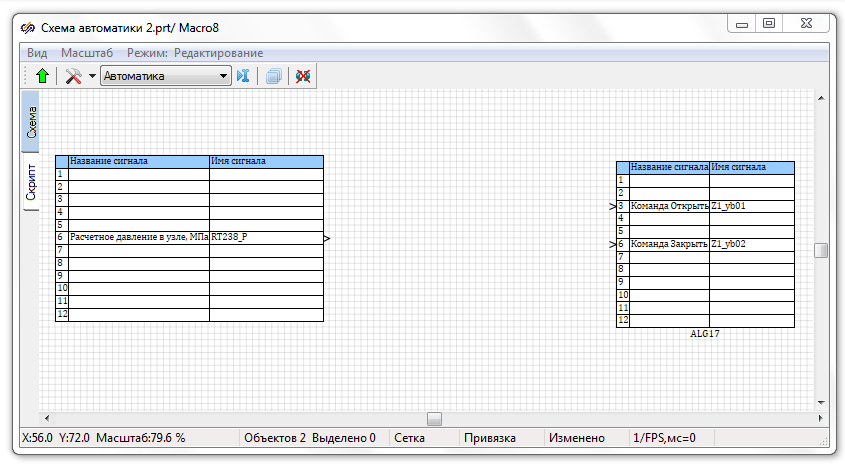 Схема автоматики 2.prt/ Macro8
Вид Масштаб Режим: Редактирование
Автоматика
Схема
Скрипт
Название сигнала Имя сигнала
1
2
3
4
5
6 Расчетное давление в узле, МПа RT238_P
7
8
9
10
11
12
Название сигнала Имя сигнала
1
2
3 Команда Открыть Z1_yb01
4
5
6 Команда Закрыть Z1_yb02
7
8
9
10
11
12
ALG17
X:56.0 Y:72.0 Масштаб:79.6 % Объектов 2 Выделено 0 Сетка Привязка Изменено 1/FPS,мс=0